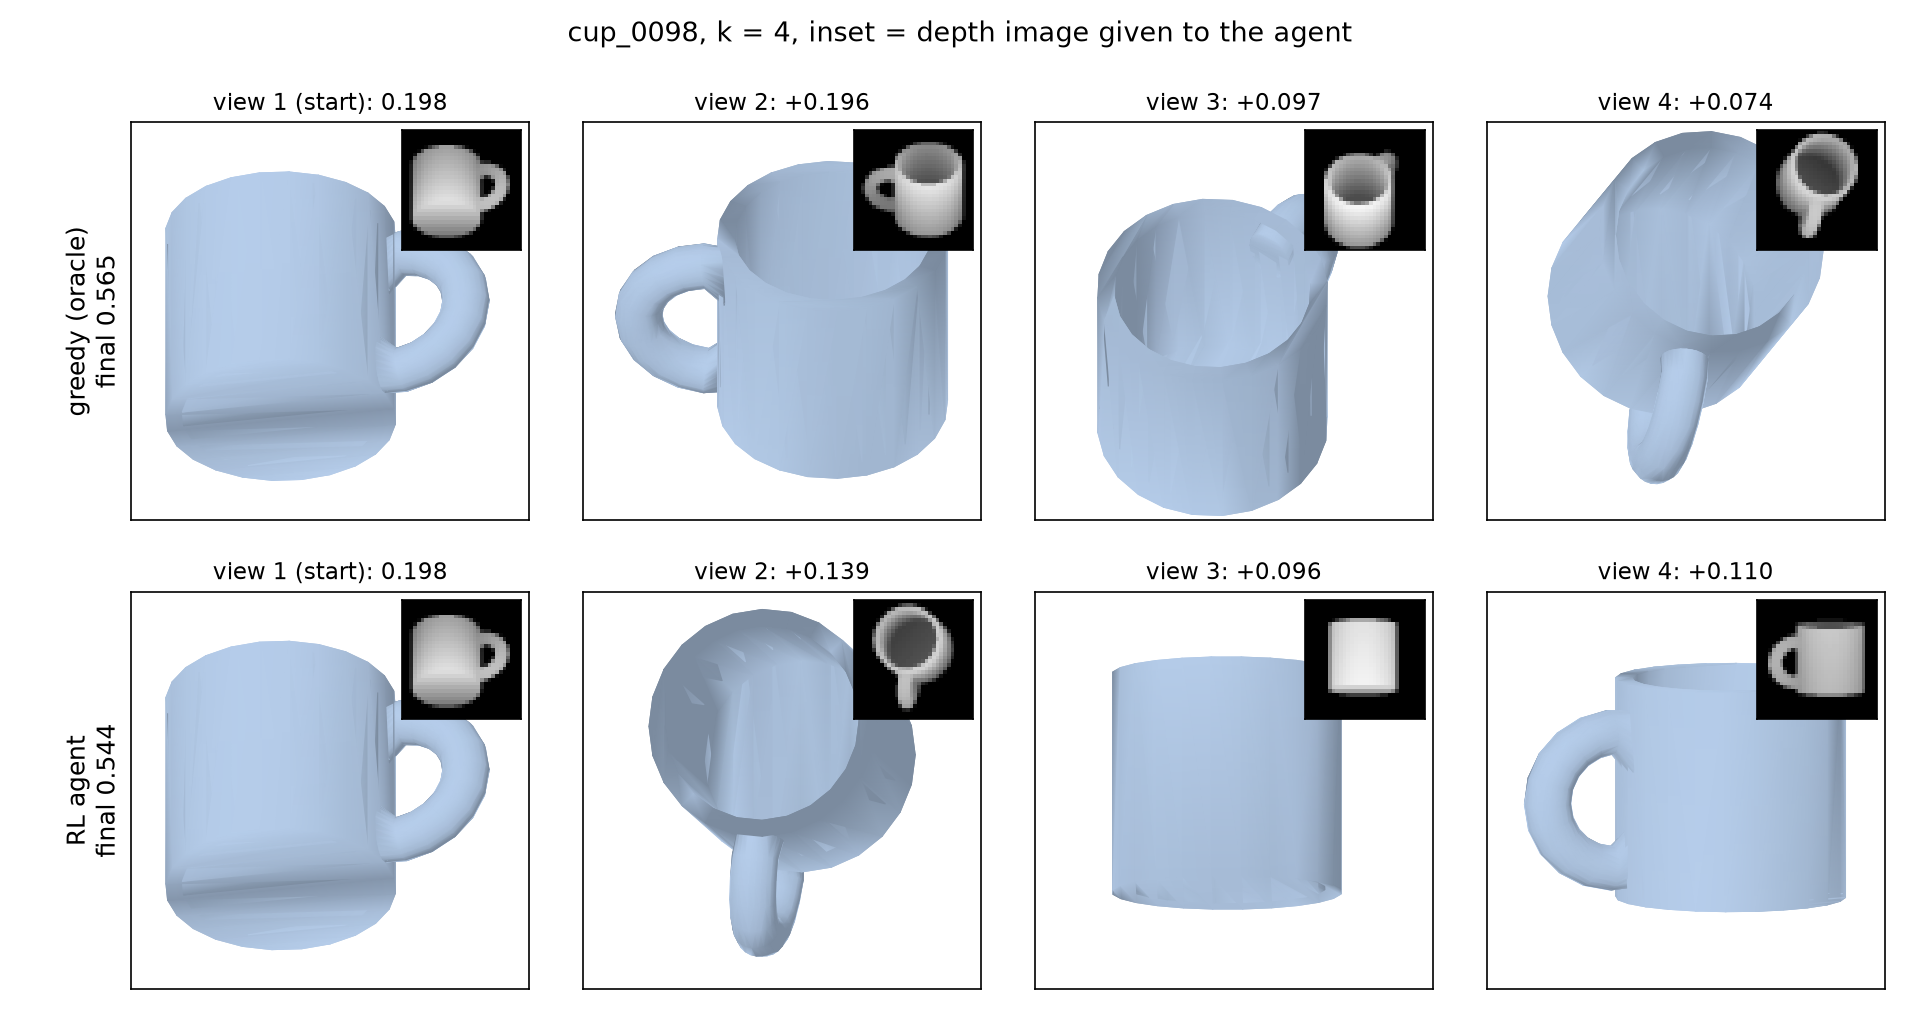 cup_0098, k = 4, inset = depth image given to the agent
view 1 (start): 0.198
view 2: +0.196
view 3: +0.097
view 4: +0.074
greedy (oracle)
final 0.565
view 1 (start): 0.198
view 2: +0.139
view 3: +0.096
view 4: +0.110
RL agent
final 0.544